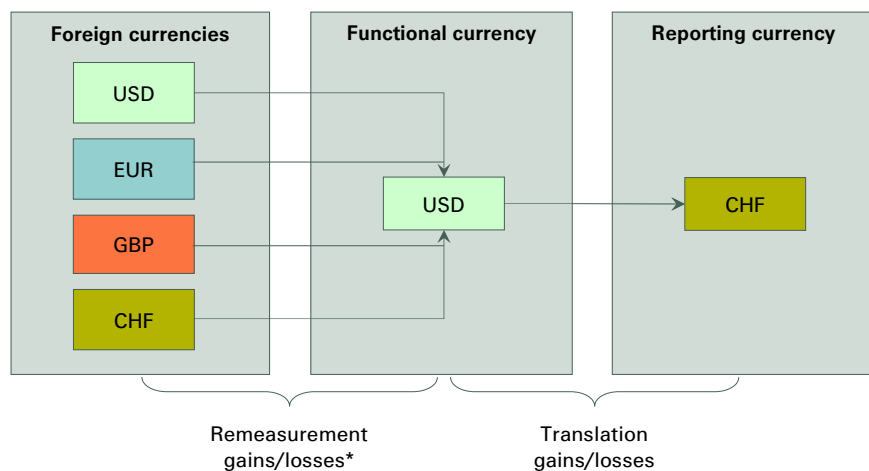 Foreign currencies
Functional currency
Reporting currency
USD
EUR
GBP
CHF
USD
CHF
Remeasurement
gains/losses*
Translation
gains/losses